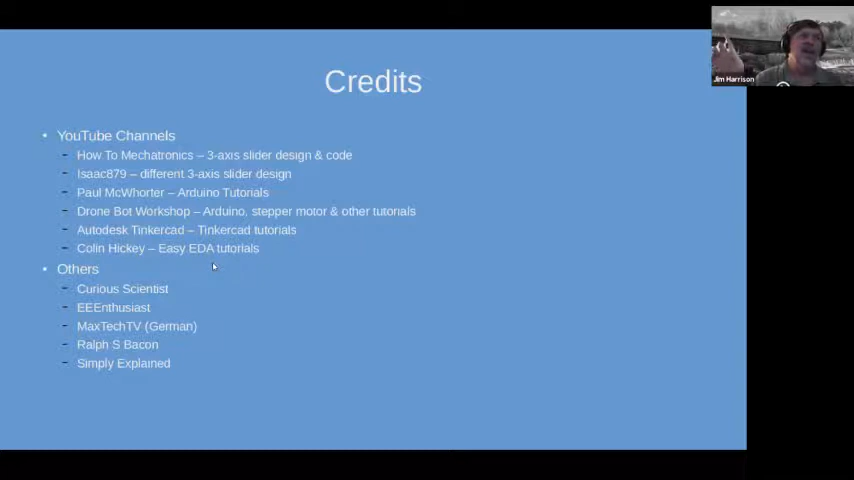 Credits
Jim Harrison
• YouTube Channels
– How To Mechatronics – 3-axis slider design & code
– Isaac879 – different 3-axis slider design
– Paul McWhorter – Arduino Tutorials
– Drone Bot Workshop – Arduino, stepper motor & other tutorials
– Autodesk Tinkercad – Tinkercad tutorials
– Colin Hickey – Easy EDA tutorials
• Others
– Curious Scientist
– EEEnthusiast
– MaxTechTV (German)
– Ralph S Bacon
– Simply Explained